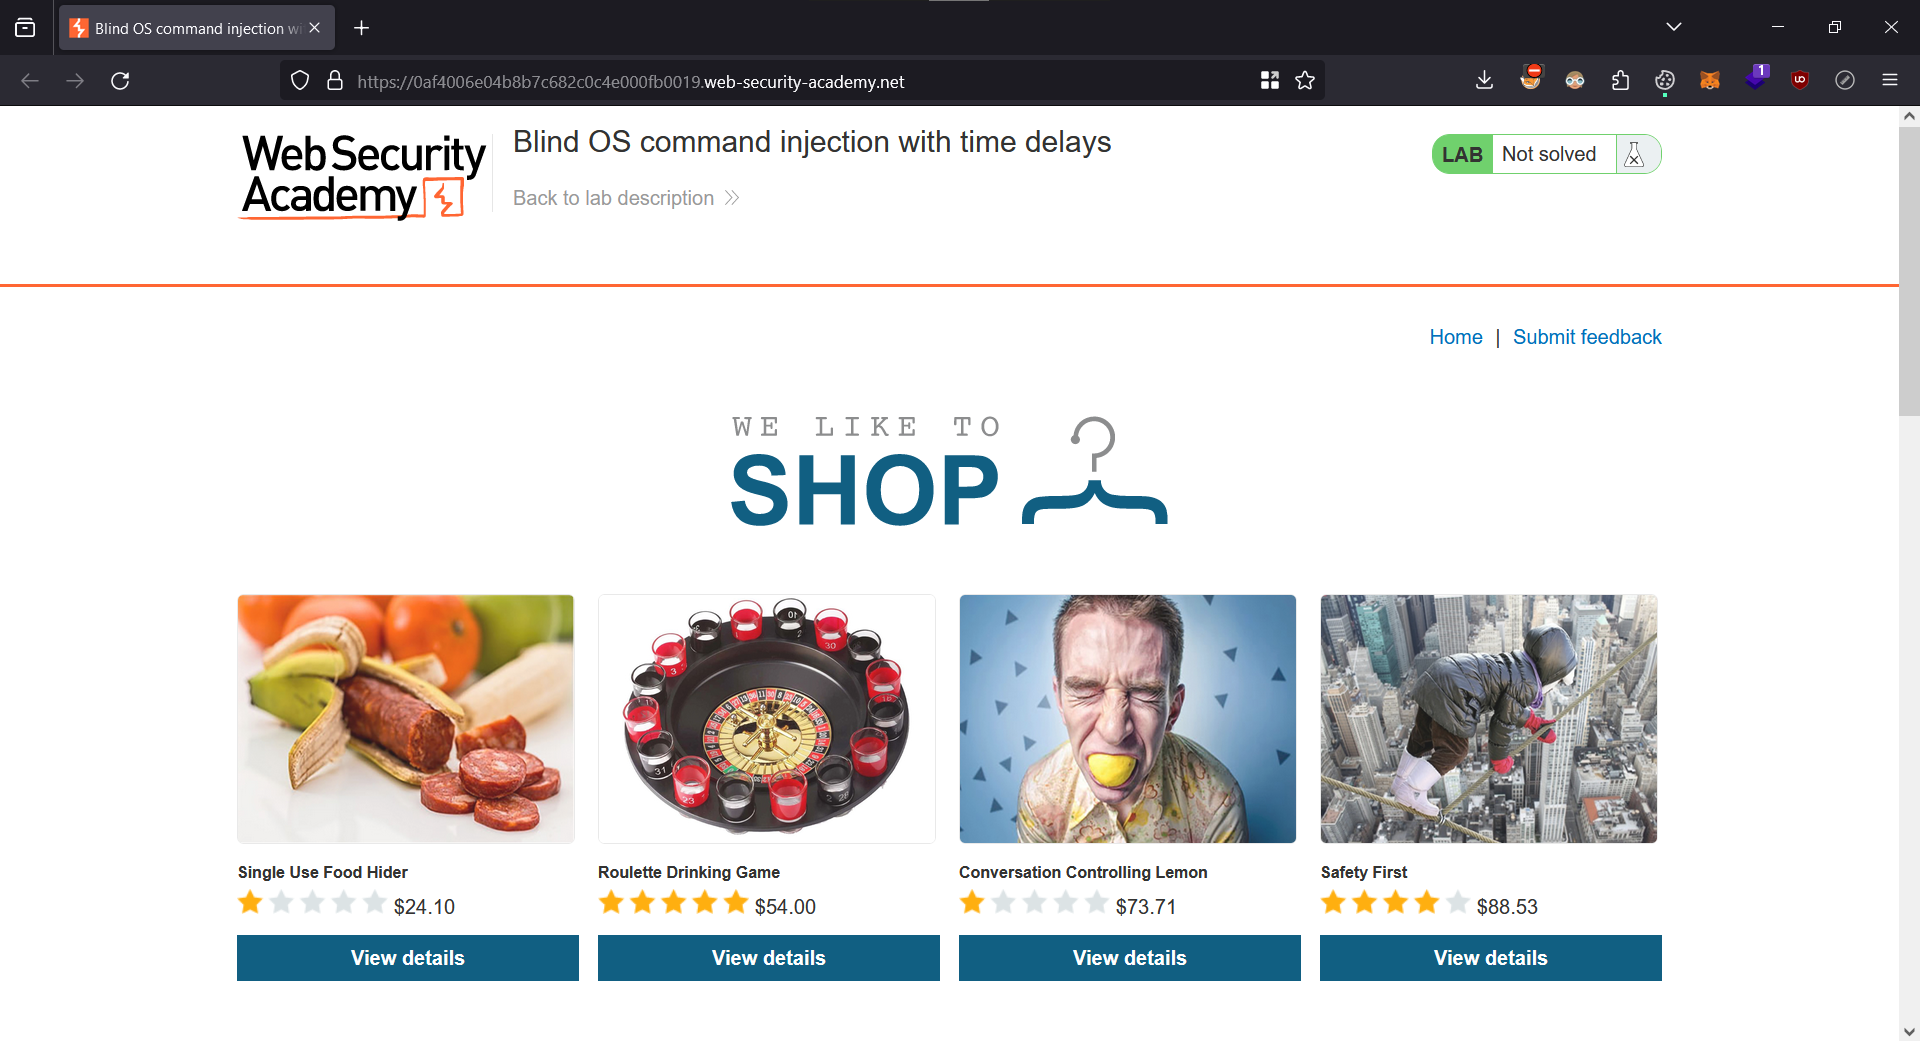 Blind OS command injection wi
https://0af4006e04b8b7c682c0c4e000fb0019.web-security-academy.net
1
Web Security
Academy
Blind OS command injection with time delays
Back to lab description
LAB Not solved
Home | Submit feedback
WE LIKE TO
SHOP
Single Use Food Hider
$24.10
View details
Roulette Drinking Game
$54.00
View details
Conversation Controlling Lemon
$73.71
View details
Safety First
$88.53
View details